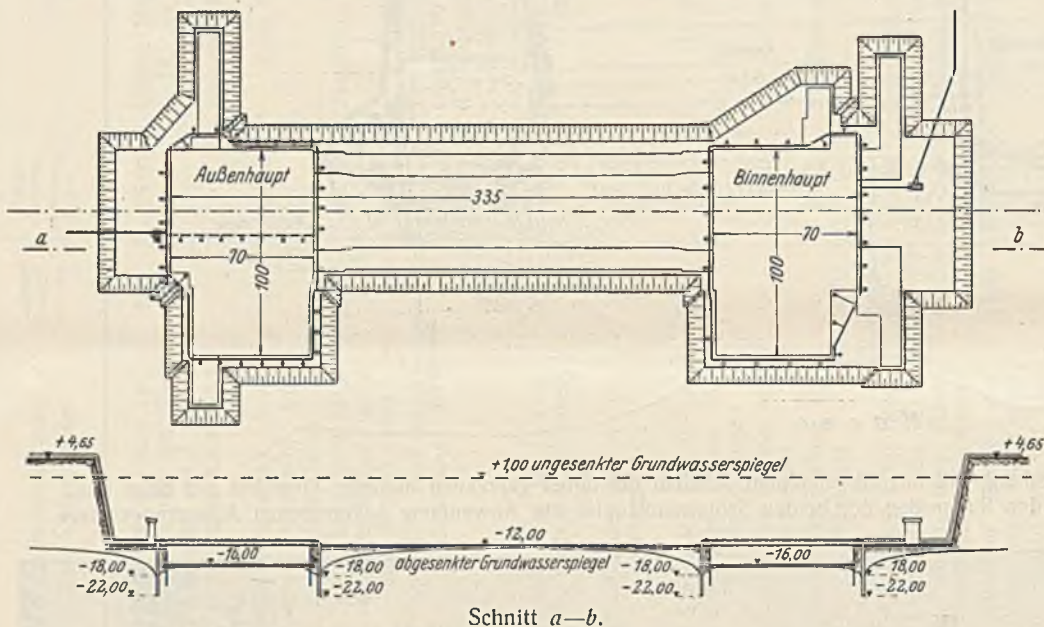 Außenhaupt
Binnenhaupt
335
a
b
70
70
100
100
+ 4,65
+ 4,65
+1,00 ungesenkter Grundwasserspiegel
-12,00
-16,00
-16,00
abgesenkter Grundwasserspiegel
-18,00
-18,00
-18,00
-18,00
-22,00
-22,00
-22,00
-22,00
Schnitt a—b.